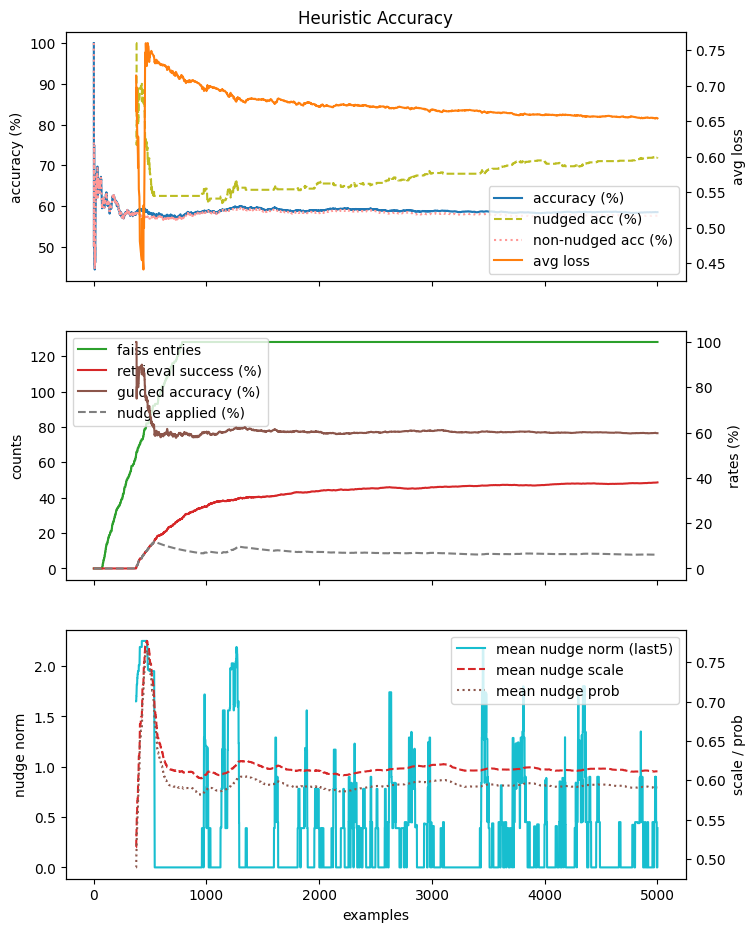 Heuristic Accuracy
100
90
80
70
60
50
accuracy (%)
0.75
0.70
0.65
0.60
0.55
0.50
0.45
avg loss
accuracy (%)
nudged acc (%)
non-nudged acc (%)
avg loss
120
100
80
60
40
20
0
counts
100
80
60
40
20
0
rates (%)
faiss entries
retrieval success (%)
guided accuracy (%)
nudge applied (%)
2.0
1.5
1.0
0.5
0.0
nudge norm
0.75
0.70
0.65
0.60
0.55
0.50
scale / prob
mean nudge norm (last5)
mean nudge scale
mean nudge prob
0
1000
2000
3000
4000
5000
examples